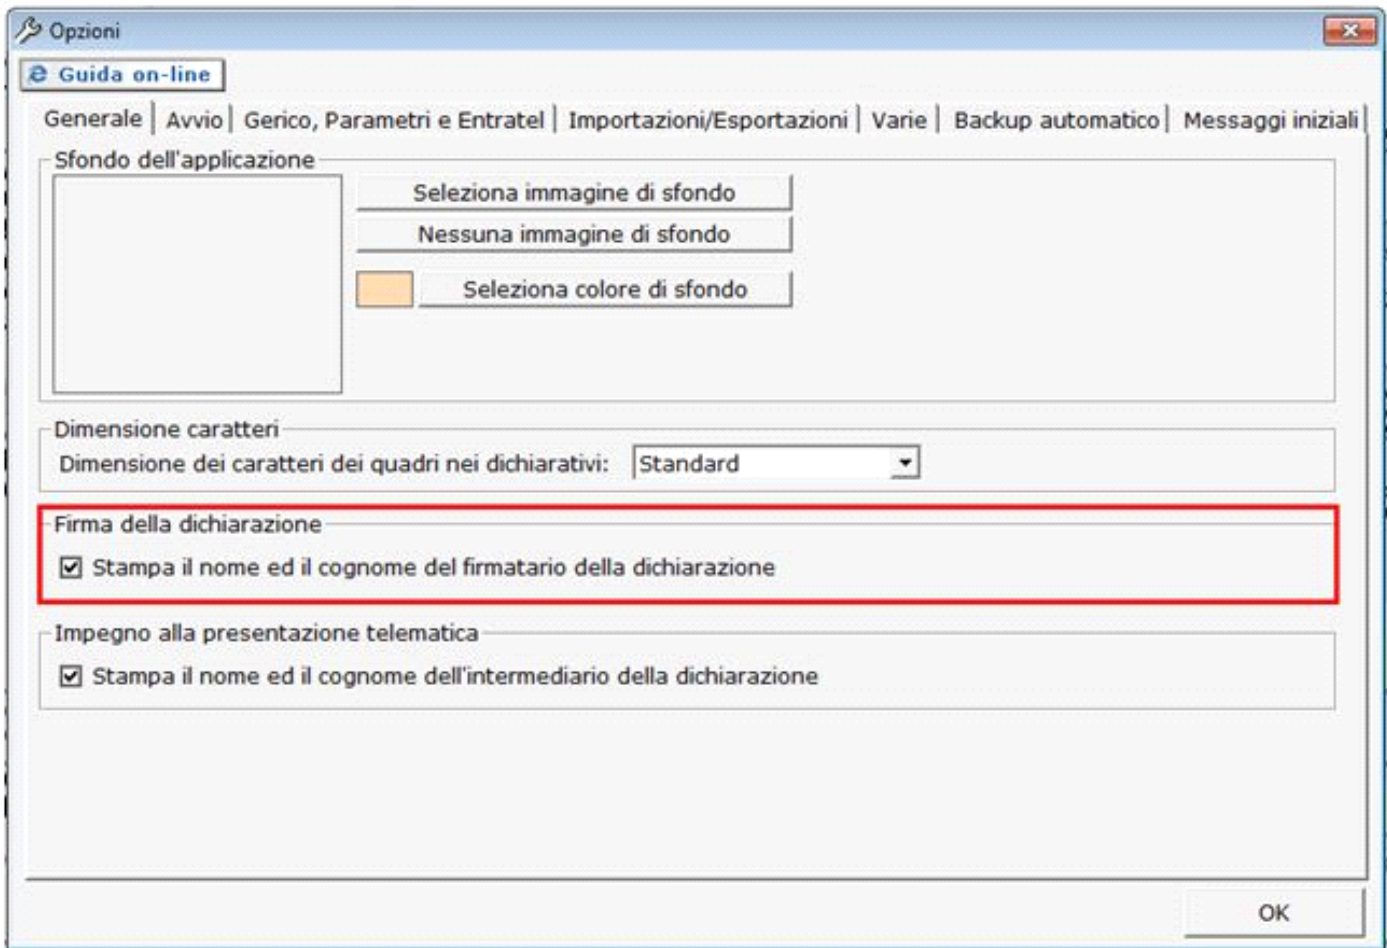 Opzioni
Guida on-line
Generale Avvio Gerico, Parametri e Entratel Importazioni/Esportazioni Varie Backup automatico Messaggi iniziali
Sfondo dell'applicazione
Seleziona immagine di sfondo
Nessuna immagine di sfondo
Seleziona colore di sfondo
Dimensione caratteri
Dimensione dei caratteri dei quadri nei dichiarativi: Standard
Firma della dichiarazione
Stampa il nome ed il cognome del firmatario della dichiarazione
Impegno alla presentazione telematica
Stampa il nome ed il cognome dell'intermediario della dichiarazione
OK